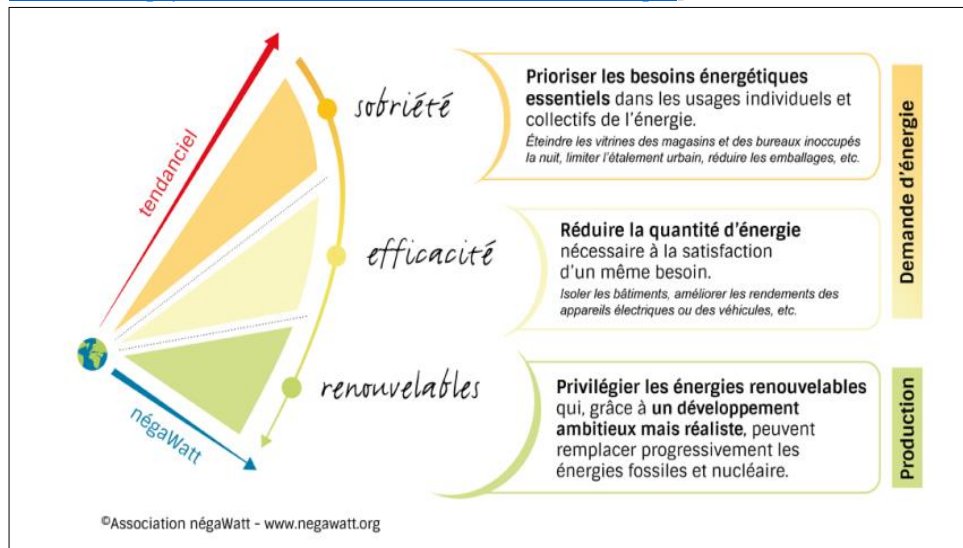 tendanciel
négaWatt
sobriété
Prioriser les besoins énergétiques
essentiels dans les usages individuels et
collectifs de l'énergie.
Éteindre les vitrines des magasins et des bureaux inoccupés
la nuit, limiter l'étalement urbain, réduire les emballages, etc.
efficacité
Réduire la quantité d'énergie
nécessaire à la satisfaction
d'un même besoin.
Isoler les bâtiments, améliorer les rendements des
appareils électriques ou des véhicules, etc.
Demande d'énergie
renouvelables
Privilégier les énergies renouvelables
qui, grâce à un développement
ambitieux mais réaliste, peuvent
remplacer progressivement les
énergies fossiles et nucléaire.
Production
©Association négaWatt - www.negawatt.org